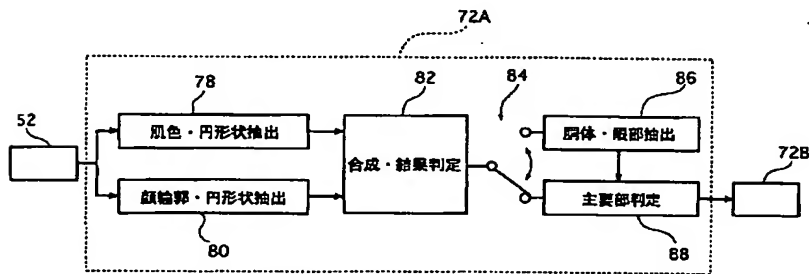 72A
78
82
84
86
52
肌色・円形状抽出
胴体・眼部抽出
72B
合成・結果判定
顔輪郭・円形状抽出
主要部判定
80
88